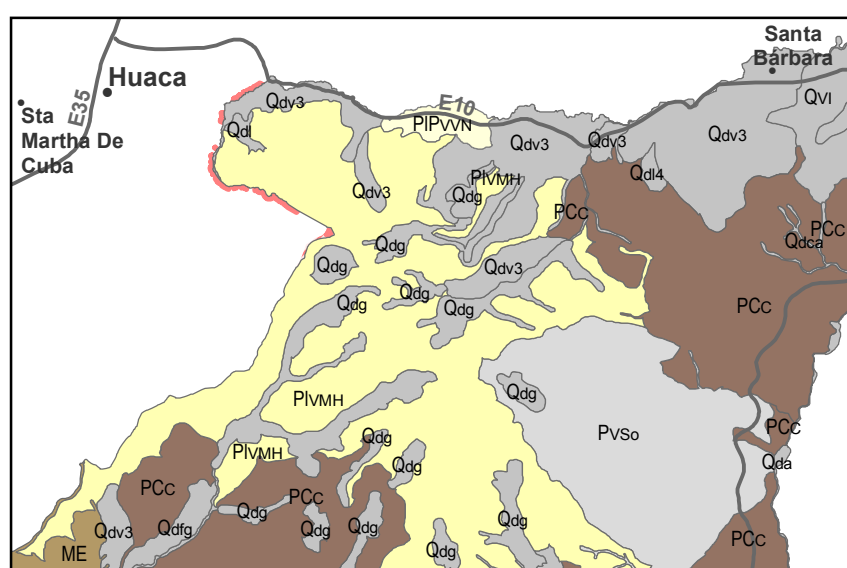 Santa
Bárbara
Huaca
E35
Sta
Martha De
Cuba
E10
Qdv3
Qdl
PlPVVN
Qdv3
Qdv3
Qdv3
QVI
Qdv3
PlVMH
Qdl4
Qdg
PCc
PCc
Qdca
Qdg
Qdg
Qdv3
Qdg
Qdg
Qdg
PCc
PlVMH
Qdg
PVSo
PCc
Qdg
PlVMH
Qdg
Qda
PCc
PCc
Qdg
Qdg
Qdg
Qdg
Qdv3
Qdfg
ME
Qdg
PCc